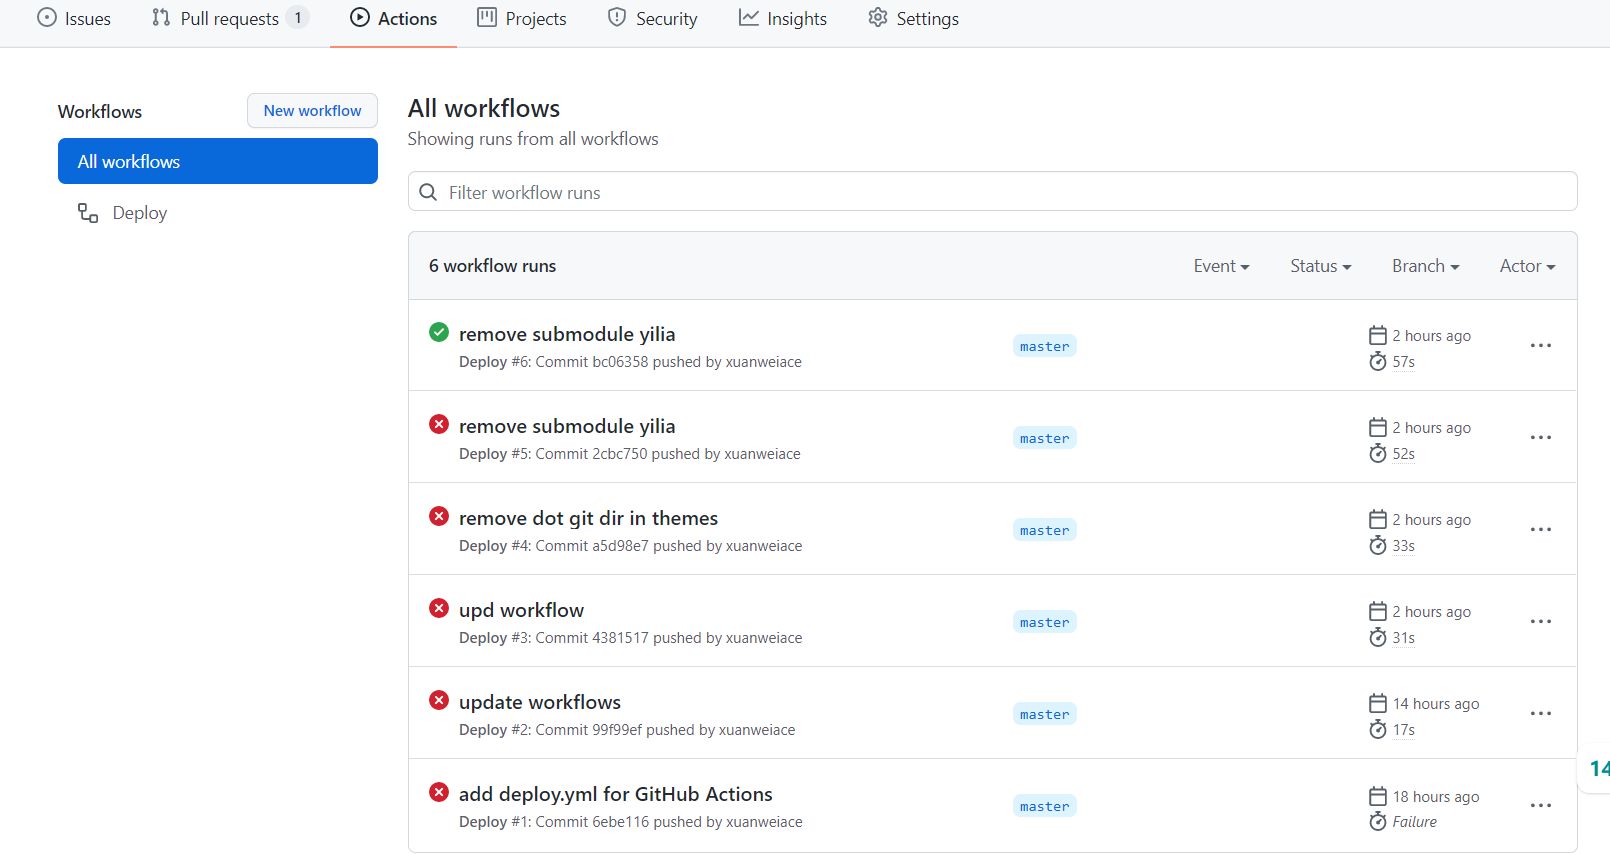 Issues Pull requests 1 Actions Projects Security Insights Settings
Workflows New workflow
All workflows
Deploy
All workflows
Showing runs from all workflows
Filter workflow runs
6 workflow runs Event Status Branch Actor
remove submodule yilia
Deploy #6: Commit bc06358 pushed by xuanweiace
master
2 hours ago
57s
remove submodule yilia
Deploy #5: Commit 2cbc750 pushed by xuanweiace
master
2 hours ago
52s
remove dot git dir in themes
Deploy #4: Commit a5d98e7 pushed by xuanweiace
master
2 hours ago
33s
upd workflow
Deploy #3: Commit 4381517 pushed by xuanweiace
master
2 hours ago
31s
update workflows
Deploy #2: Commit 99f99ef pushed by xuanweiace
master
14 hours ago
17s
add deploy.yml for GitHub Actions
Deploy #1: Commit 6ebe116 pushed by xuanweiace
master
18 hours ago
Failure
14